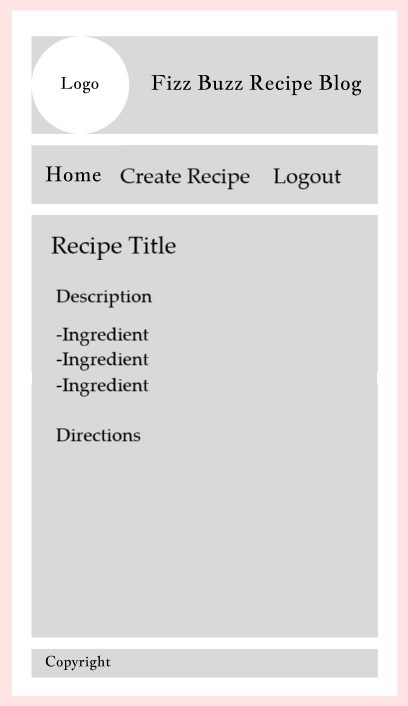 Logo
Fizz Buzz Recipe Blog
Home Create Recipe Logout
Recipe Title
Description
-Ingredient
-Ingredient
-Ingredient
Directions
Copyright